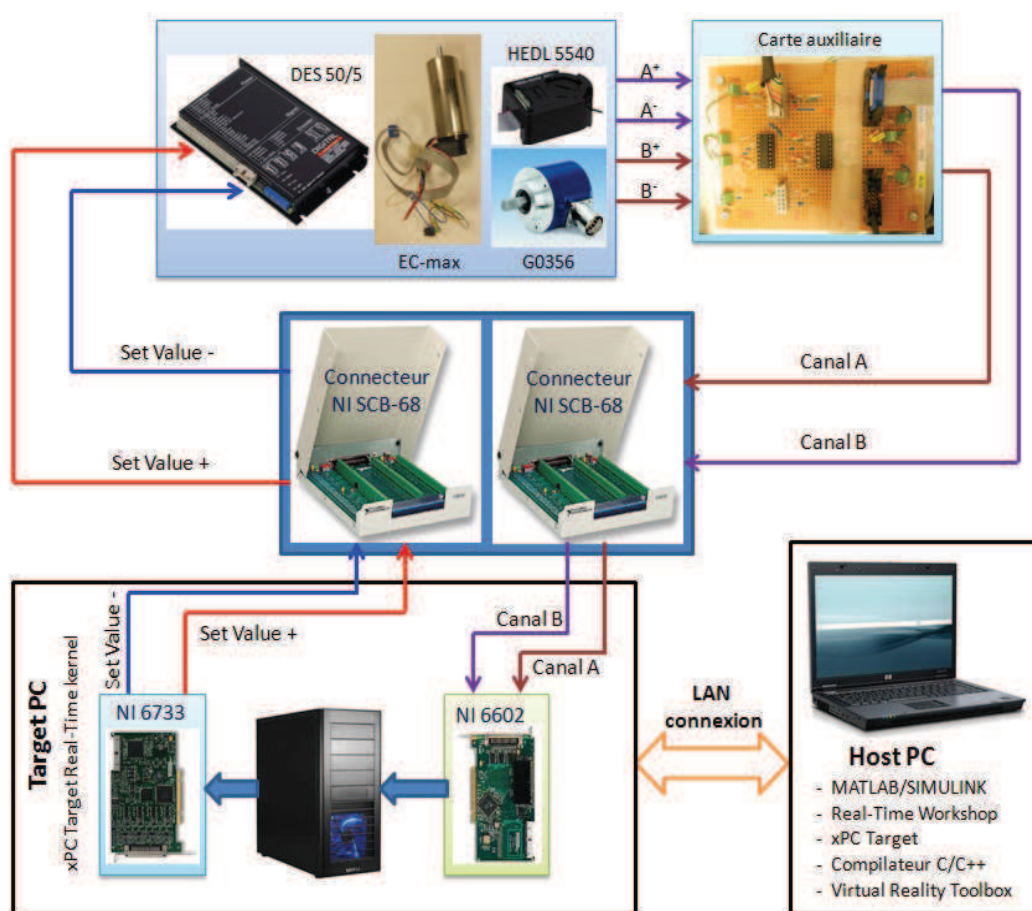 DES 50/5
EC-max
HEDL 5540
G0356
A+
A-
B+
B-
Carte auxiliaire
Set Value -
Set Value +
Connecteur
NI SCB-68
Connecteur
NI SCB-68
Canal A
Canal B
Target PC
xPC Target Real-Time kernel
Set Value -
Set Value +
Canal B
Canal A
NI 6733
NI 6602
LAN
connexion
Host PC
- MATLAB/SIMULINK
- Real-Time Workshop
- xPC Target
- Compilateur C/C++
- Virtual Reality Toolbox